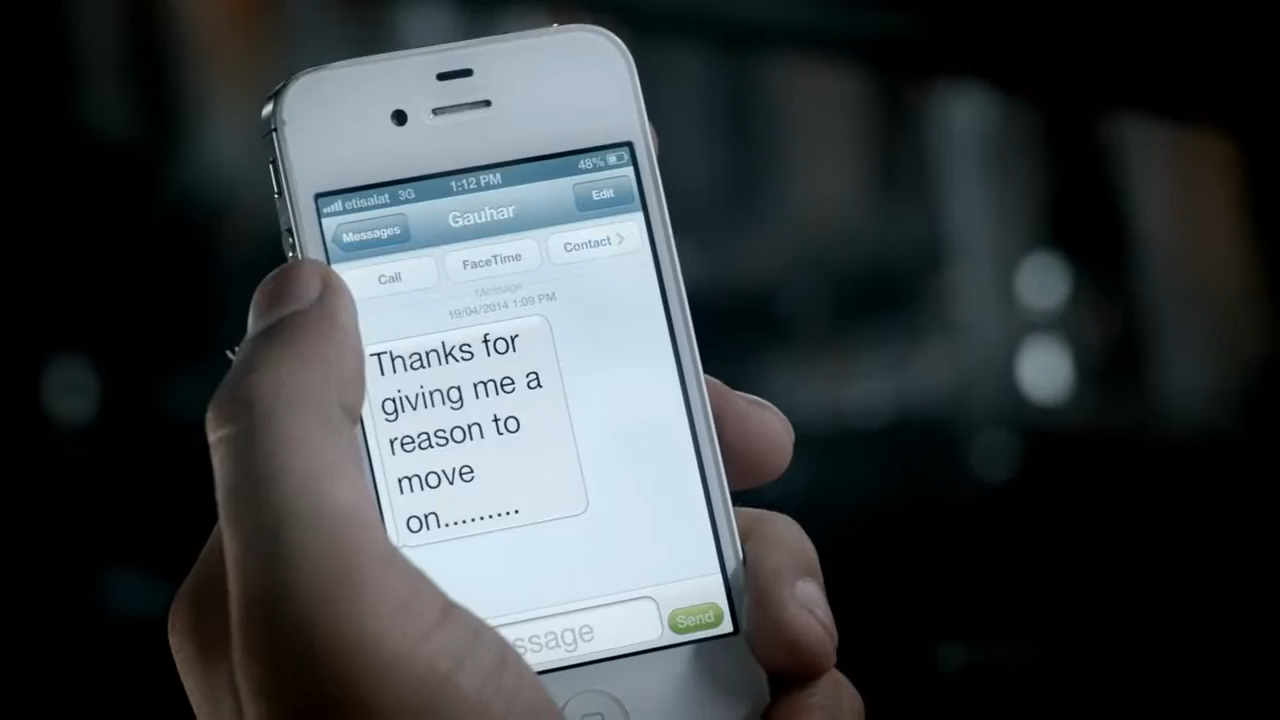 etisalat 3G 1:12 PM 48%
Messages Gauhar Edit
Call FaceTime Contact
Message
19/04/2014 1:09 PM
Thanks for
giving me a
reason to
move
on.........
ssage Send